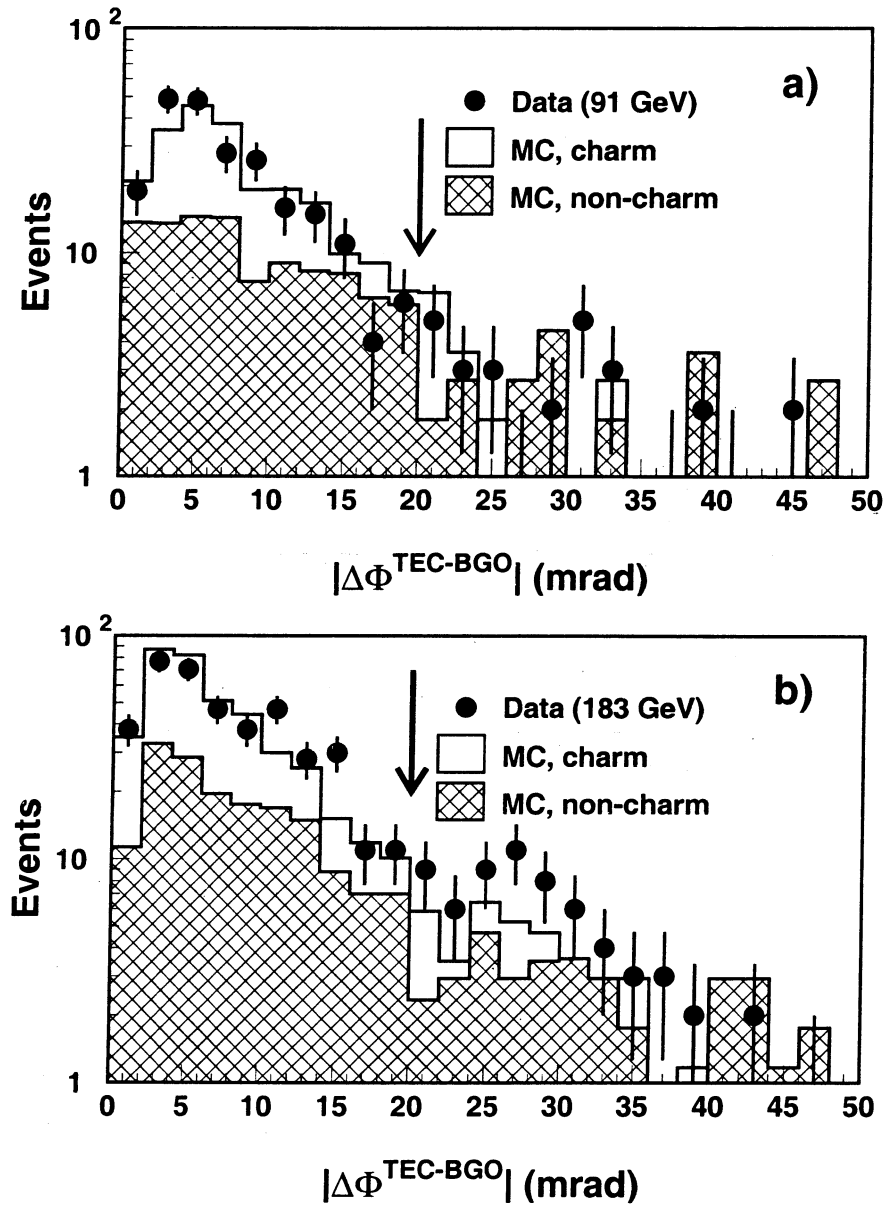 10 2
a)
Data (91 GeV)
MC, charm
MC, non-charm
Events
10
1
0 5 10 15 20 25 30 35 40 45 50
|ΔΦTEC-BGO| (mrad)
10 2
b)
Data (183 GeV)
MC, charm
MC, non-charm
Events
10
1
0 5 10 15 20 25 30 35 40 45 50
|ΔΦTEC-BGO| (mrad)